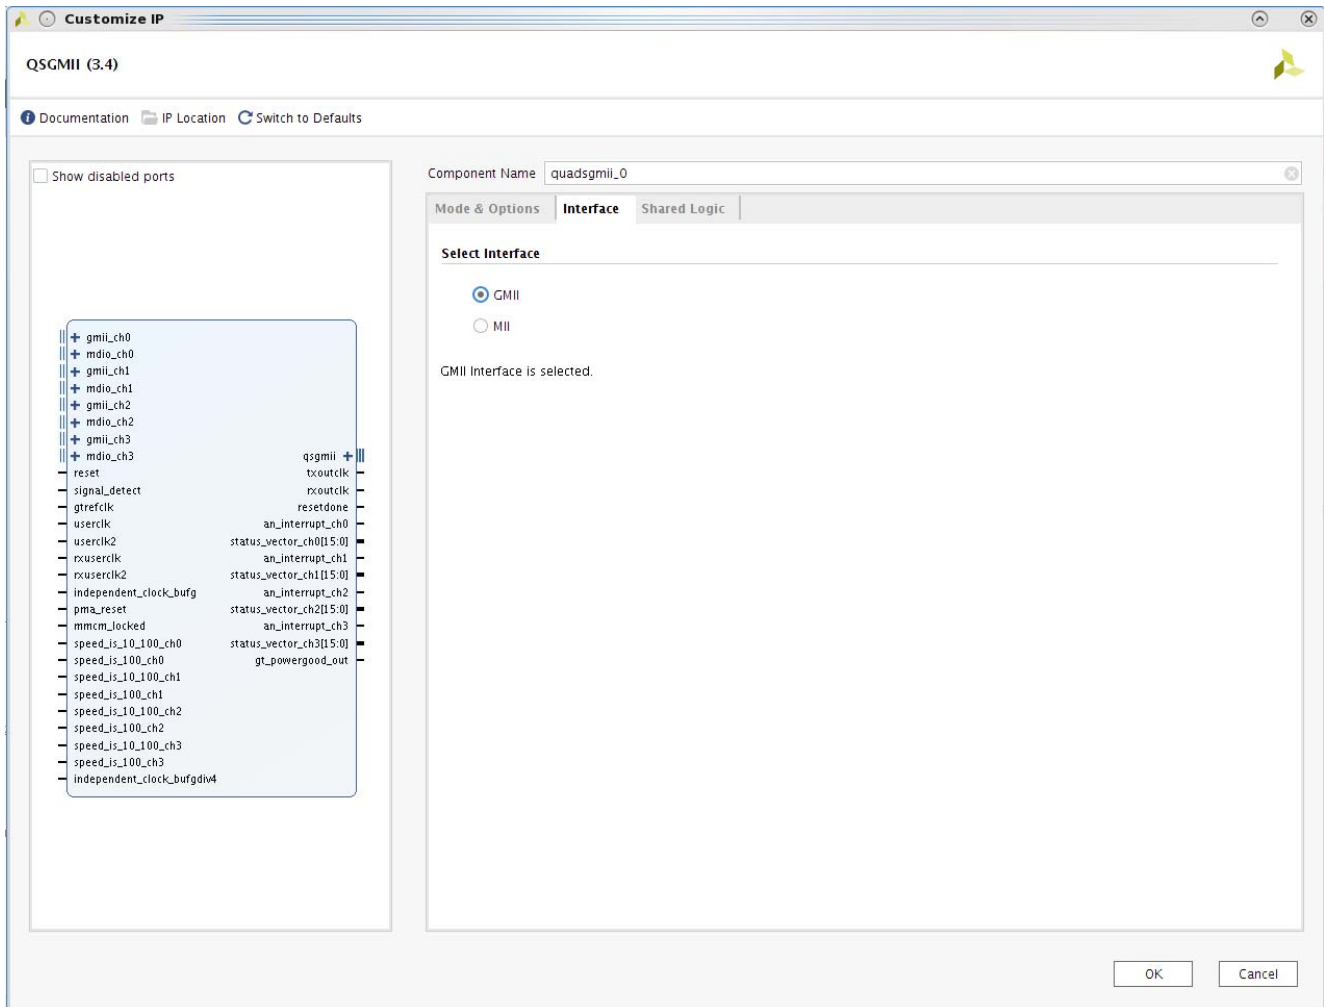 Customize IP
QSGMII (3.4)
Documentation IP Location Switch to Defaults
Show disabled ports
gmii_ch0
mdio_ch0
gmii_ch1
mdio_ch1
gmii_ch2
mdio_ch2
gmii_ch3
mdio_ch3
reset
signal_detect
gtrefclk
userclk
userclk2
rxuserclk
rxuserclk2
independent_clock_bufg
pma_reset
mmcm_locked
speed_is_10_100_ch0
speed_is_100_ch0
speed_is_10_100_ch1
speed_is_100_ch1
speed_is_10_100_ch2
speed_is_100_ch2
speed_is_10_100_ch3
speed_is_100_ch3
independent_clock_bufgdiv4
qsgmii
txoutclk
rxoutclk
resetdone
an_interrupt_ch0
status_vector_ch0[15:0]
an_interrupt_ch1
status_vector_ch1[15:0]
an_interrupt_ch2
status_vector_ch2[15:0]
an_interrupt_ch3
status_vector_ch3[15:0]
gt_powergood_out
Component Name quadsgmii_0
Mode & Options Interface Shared Logic
Select Interface
GMII
MII
GMII Interface is selected.
OK Cancel